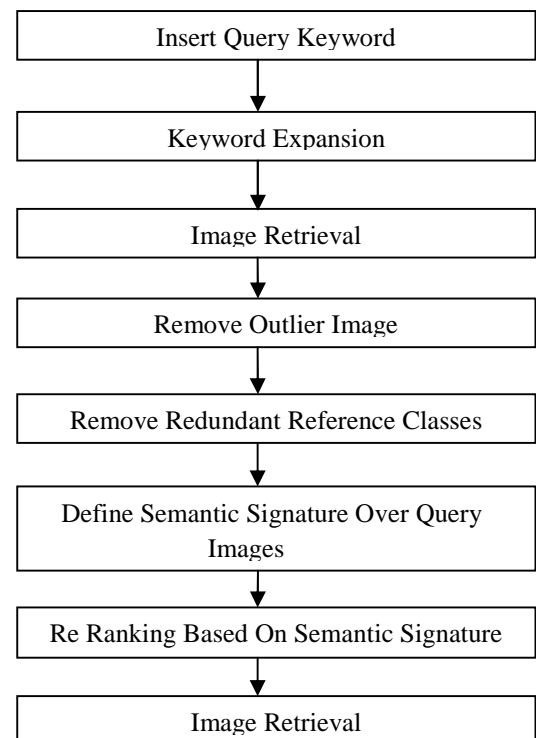 Insert Query Keyword
Keyword Expansion
Image Retrieval
Remove Outlier Image
Remove Redundant Reference Classes
Define Semantic Signature Over Query
Images
Re Ranking Based On Semantic Signature
Image Retrieval